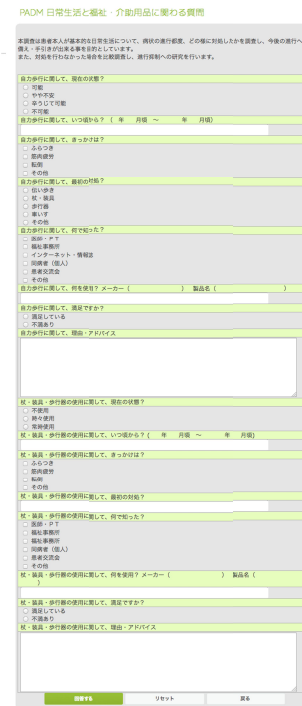 PADM 日常生活と福祉・介助用品に関わる質問
本調査は患者本人が基本的な日常生活について、病状の進行都度、どの様に対処したかを調査し、今後の進行へ
備え・手引きが出来る事を目的としています。
また、対処を行わなかった場合を比較調査し、進行抑制への研究を行います。
自力歩行に関して、現在の状態？
可能
やや不安
辛うじて可能
不可能
自力歩行に関して、いつ頃から？（ 年 月頃 ～ 年 月頃）
自力歩行に関して、きっかけは？
ふらつき
筋肉疲労
転倒
その他
自力歩行に関して、最初の対処？
伝い歩き
杖・装具
歩行器
車いす
その他
自力歩行に関して、何で知った？
医師・ＰＴ
福祉事務所
インターネット・情報誌
同病者（個人）
患者交流会
その他
自力歩行に関して、何を使用？ メーカー（ ） 製品名（ ）
自力歩行に関して、満足ですか？
満足している
不満あり
自力歩行に関して、理由・アドバイス
杖・装具・歩行器の使用に関して、現在の状態？
不使用
時々使用
常時使用
杖・装具・歩行器の使用に関して、いつ頃から？( 年 月頃 ～ 年 月頃)
杖・装具・歩行器の使用に関して、きっかけは？
ふらつき
筋肉疲労
転倒
その他
杖・装具・歩行器の使用に関して、最初の対処？
杖・装具・歩行器の使用に関して、何で知った？
医師・ＰＴ
福祉事務所
福祉事務所
同病者（個人）
患者交流会
その他
杖・装具・歩行器の使用に関して、何を使用？ メーカー（ ） 製品名（
）
杖・装具・歩行器の使用に関して、満足ですか？
満足している
不満あり
杖・装具・歩行器の使用に関して、理由・アドバイス
回答する リセット 戻る